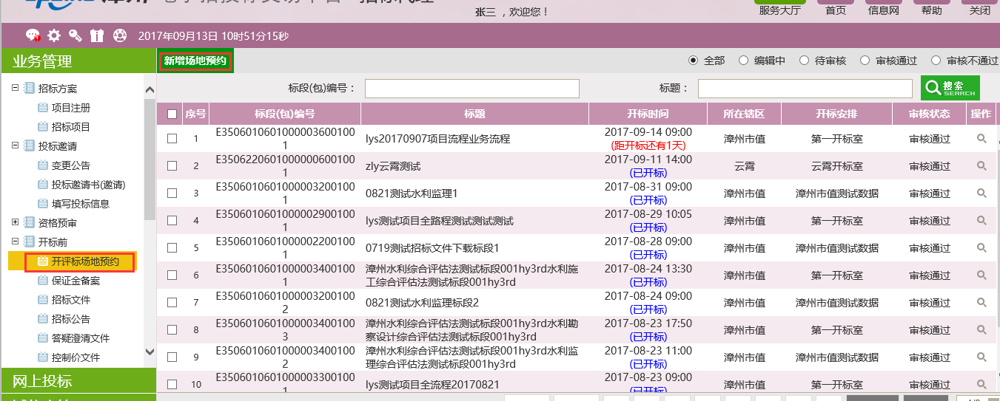 张三 ，欢迎您！
服务大厅 首页 信息网 帮助 关闭
2017年09月13日 10时51分15秒
业务管理
招标方案
项目注册
招标项目
投标邀请
变更公告
投标邀请书(邀请)
填写投标信息
资格预审
开标前
开评标场地预约
保证金备案
招标文件
招标公告
答疑澄清文件
控制价文件
网上投标
新增场地预约
全部 编辑中 待审核 审核通过 审核不通过
标段(包)编号： 标题： 搜索
SEARCH
序号 标段(包)编号 标题 开标时间 所在辖区 开标安排 审核状态 操作
1 E3506010601000003600100
1 lys20170907项目流程业务流程 2017-09-14 09:00
(距开标还有1天) 漳州市值 第一开标室 审核通过
2 E3506220601000000600100
1 zly云霄测试 2017-09-11 14:00
(已开标) 云霄 云霄开标室 审核通过
3 E3506010601000003200100
1 0821测试水利监理1 2017-08-31 09:00
(已开标) 漳州市值 漳州市值测试数据 审核通过
4 E3506010601000002900100
1 lys测试项目全路程测试测试测试 2017-08-29 10:05
(已开标) 漳州市值 第一开标室 审核通过
5 E3506010601000002200100
1 0719测试招标文件下载标段1 2017-08-28 09:00
(已开标) 漳州市值 漳州市值测试数据 审核通过
6 E3506010601000003400100
1 漳州水利综合评估法测试标段001hy3rd水利施
工综合评估法测试标段001hy3rd 2017-08-24 13:30
(已开标) 漳州市值 第一开标室 审核通过
7 E3506010601000003200100
2 0821测试水利监理标段2 2017-08-24 09:00
(已开标) 漳州市值 漳州市值测试数据 审核通过
8 E3506010601000003400100
3 漳州水利综合评估法测试标段001hy3rd水利勘
察设计综合评估法测试标段001hy3rd 2017-08-23 17:50
(已开标) 漳州市值 第一开标室 审核通过
9 E3506010601000003400100
2 漳州水利综合评估法测试标段001hy3rd水利监
理综合评估法测试标段001hy3rd 2017-08-23 11:00
(已开标) 漳州市值 漳州市值测试数据 审核通过
10 E3506010601000003300100
1 lys测试项目全流程20170821 2017-08-23 09:00
(已开标) 漳州市值 第一开标室 审核通过